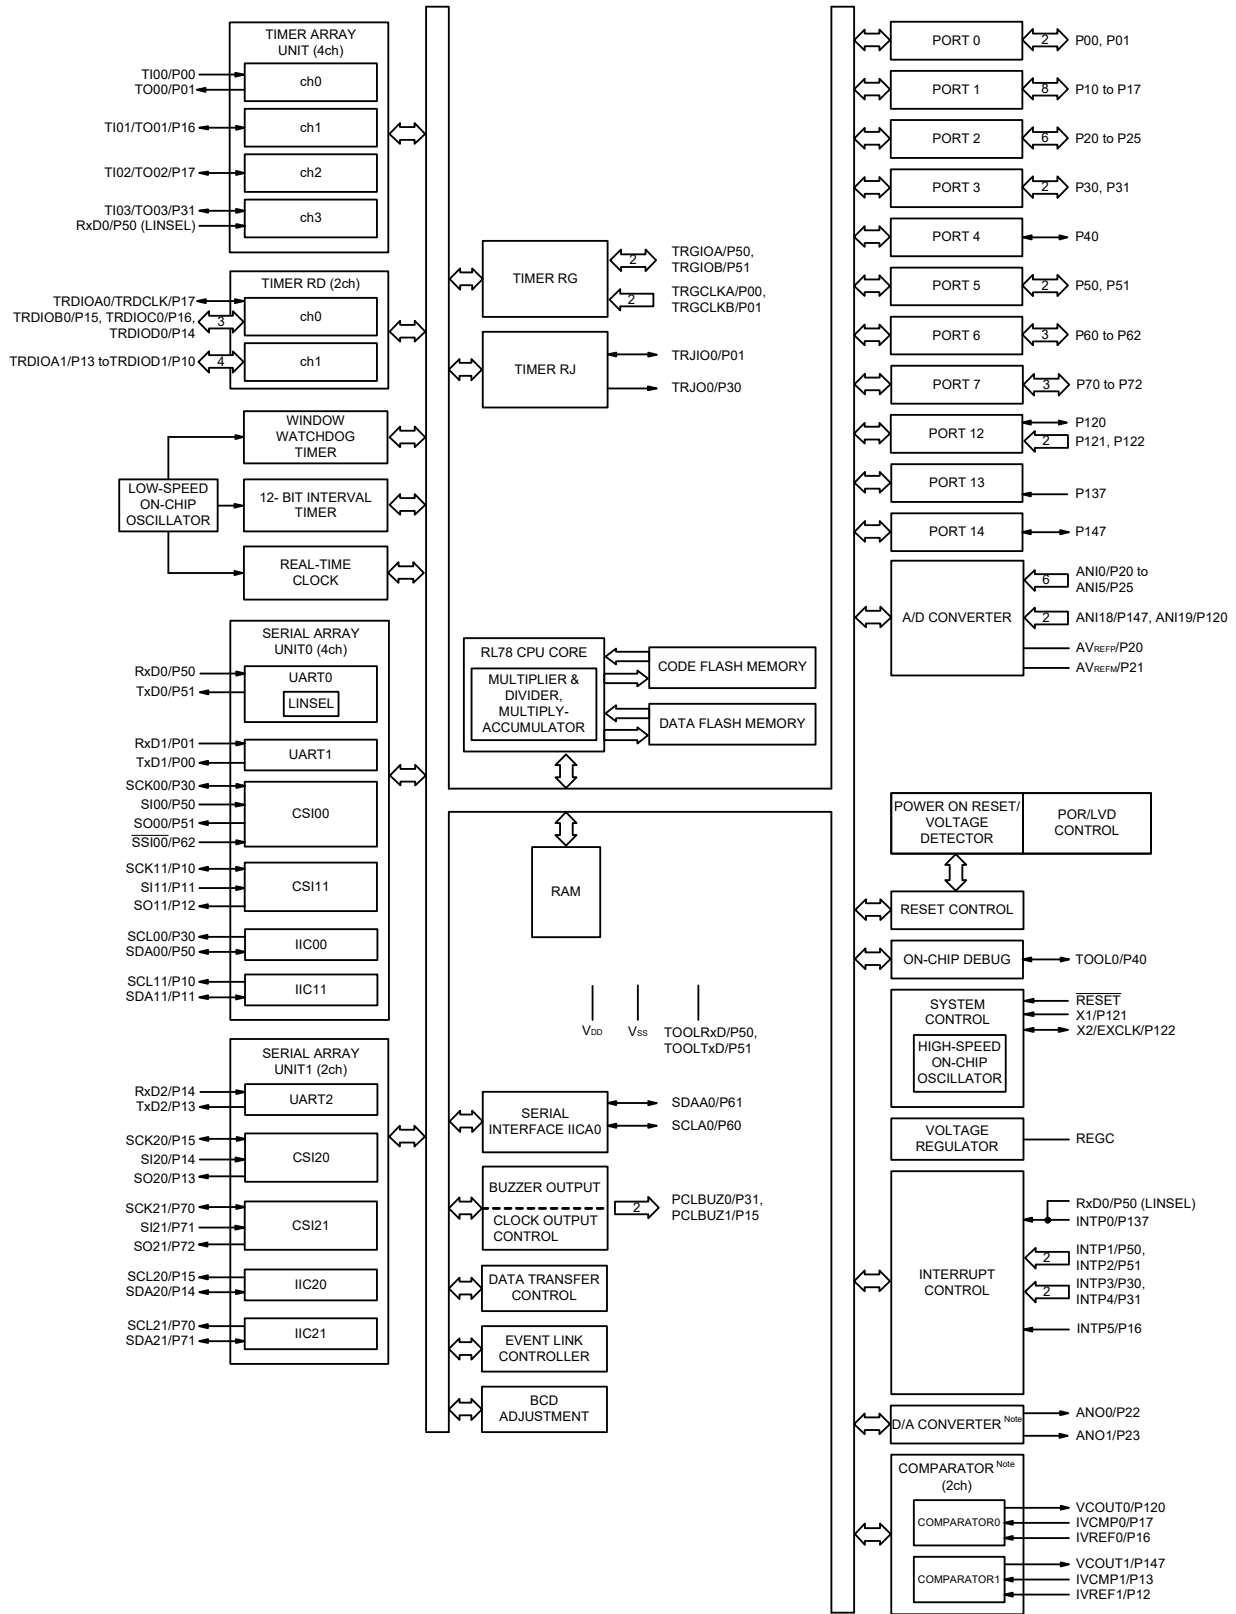 TIMER ARRAY
UNIT (4ch)
TI00/P00
TO00/P01
ch0
TI01/TO01/P16
ch1
TI02/TO02/P17
ch2
TI03/TO03/P31
RxD0/P50 (LINSEL)
ch3
TIMER RD (2ch)
TRDIOA0/TRDCLK/P17
TRDIOB0/P15, TRDIOC0/P16,
TRDIOD0/P14
3
ch0
TRDIOA1/P13 toTRDIOD1/P10
4
ch1
WINDOW
WATCHDOG
TIMER
LOW-SPEED
ON-CHIP
OSCILLATOR
12- BIT INTERVAL
TIMER
REAL-TIME
CLOCK
SERIAL ARRAY
UNIT0 (4ch)
RxD0/P50
TxD0/P51
UART0
LINSEL
RxD1/P01
TxD1/P00
UART1
SCK00/P30
SI00/P50
SO00/P51
SSI00/P62
CSI00
SCK11/P10
SI11/P11
SO11/P12
CSI11
SCL00/P30
SDA00/P50
IIC00
SCL11/P10
SDA11/P11
IIC11
SERIAL ARRAY
UNIT1 (2ch)
RxD2/P14
TxD2/P13
UART2
SCK20/P15
SI20/P14
SO20/P13
CSI20
SCK21/P70
SI21/P71
SO21/P72
CSI21
SCL20/P15
SDA20/P14
IIC20
SCL21/P70
SDA21/P71
IIC21
TIMER RG
2
TRGIOA/P50,
TRGIOB/P51
2
TRGCLKA/P00,
TRGCLKB/P01
TIMER RJ
TRJIO0/P01
TRJO0/P30
RL78 CPU CORE
MULTIPLIER &
DIVIDER,
MULTIPLY-
ACCUMULATOR
CODE FLASH MEMORY
DATA FLASH MEMORY
RAM
VDD
VSS
TOOLRxD/P50,
TOOLTxD/P51
SERIAL
INTERFACE IICA0
SDAA0/P61
SCLA0/P60
BUZZER OUTPUT
CLOCK OUTPUT
CONTROL
2
PCLBUZ0/P31,
PCLBUZ1/P15
DATA TRANSFER
CONTROL
EVENT LINK
CONTROLLER
BCD
ADJUSTMENT
PORT 0
2
P00, P01
PORT 1
8
P10 to P17
PORT 2
6
P20 to P25
PORT 3
2
P30, P31
PORT 4
P40
PORT 5
2
P50, P51
PORT 6
3
P60 to P62
PORT 7
3
P70 to P72
PORT 12
P120
2
P121, P122
PORT 13
P137
PORT 14
P147
A/D CONVERTER
6
ANI0/P20 to
ANI5/P25
2
ANI18/P147, ANI19/P120
AVREFP/P20
AVREFM/P21
POWER ON RESET/
VOLTAGE
DETECTOR
POR/LVD
CONTROL
RESET CONTROL
ON-CHIP DEBUG
TOOL0/P40
SYSTEM
CONTROL
HIGH-SPEED
ON-CHIP
OSCILLATOR
RESET
X1/P121
X2/EXCLK/P122
VOLTAGE
REGULATOR
REGC
INTERRUPT
CONTROL
RxD0/P50 (LINSEL)
INTP0/P137
2
INTP1/P50,
INTP2/P51
2
INTP3/P30,
INTP4/P31
INTP5/P16
D/A CONVERTER Note
ANO0/P22
ANO1/P23
COMPARATOR Note
(2ch)
COMPARATOR0
VCOUT0/P120
IVCMP0/P17
IVREF0/P16
COMPARATOR1
VCOUT1/P147
IVCMP1/P13
IVREF1/P12